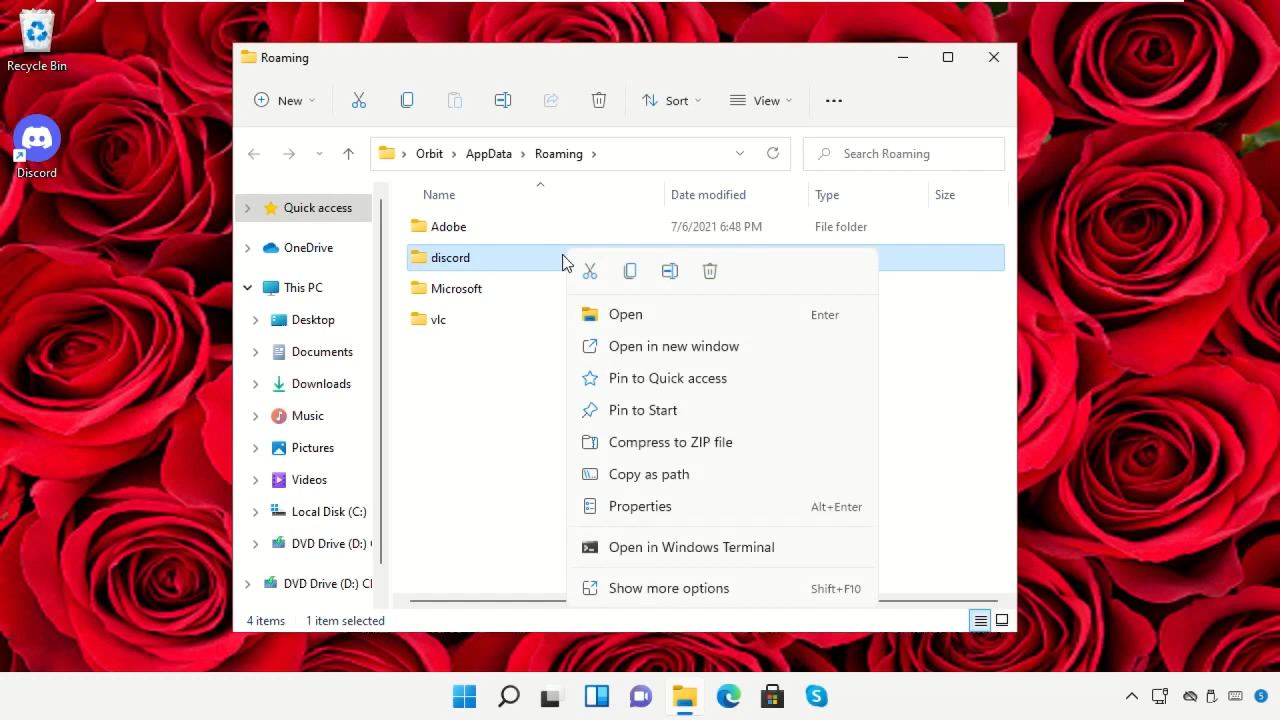 Recycle Bin
Discord
Roaming
New
Sort
View
Orbit AppData Roaming
Search Roaming
Quick access
OneDrive
This PC
Desktop
Documents
Downloads
Music
Pictures
Videos
Local Disk (C:)
DVD Drive (D:)
DVD Drive (D:) C
Name Date modified Type Size
Adobe 7/6/2021 6:48 PM File folder
discord
Microsoft
vlc
Open Enter
Open in new window
Pin to Quick access
Pin to Start
Compress to ZIP file
Copy as path
Properties Alt+Enter
Open in Windows Terminal
Show more options Shift+F10
4 items 1 item selected
5